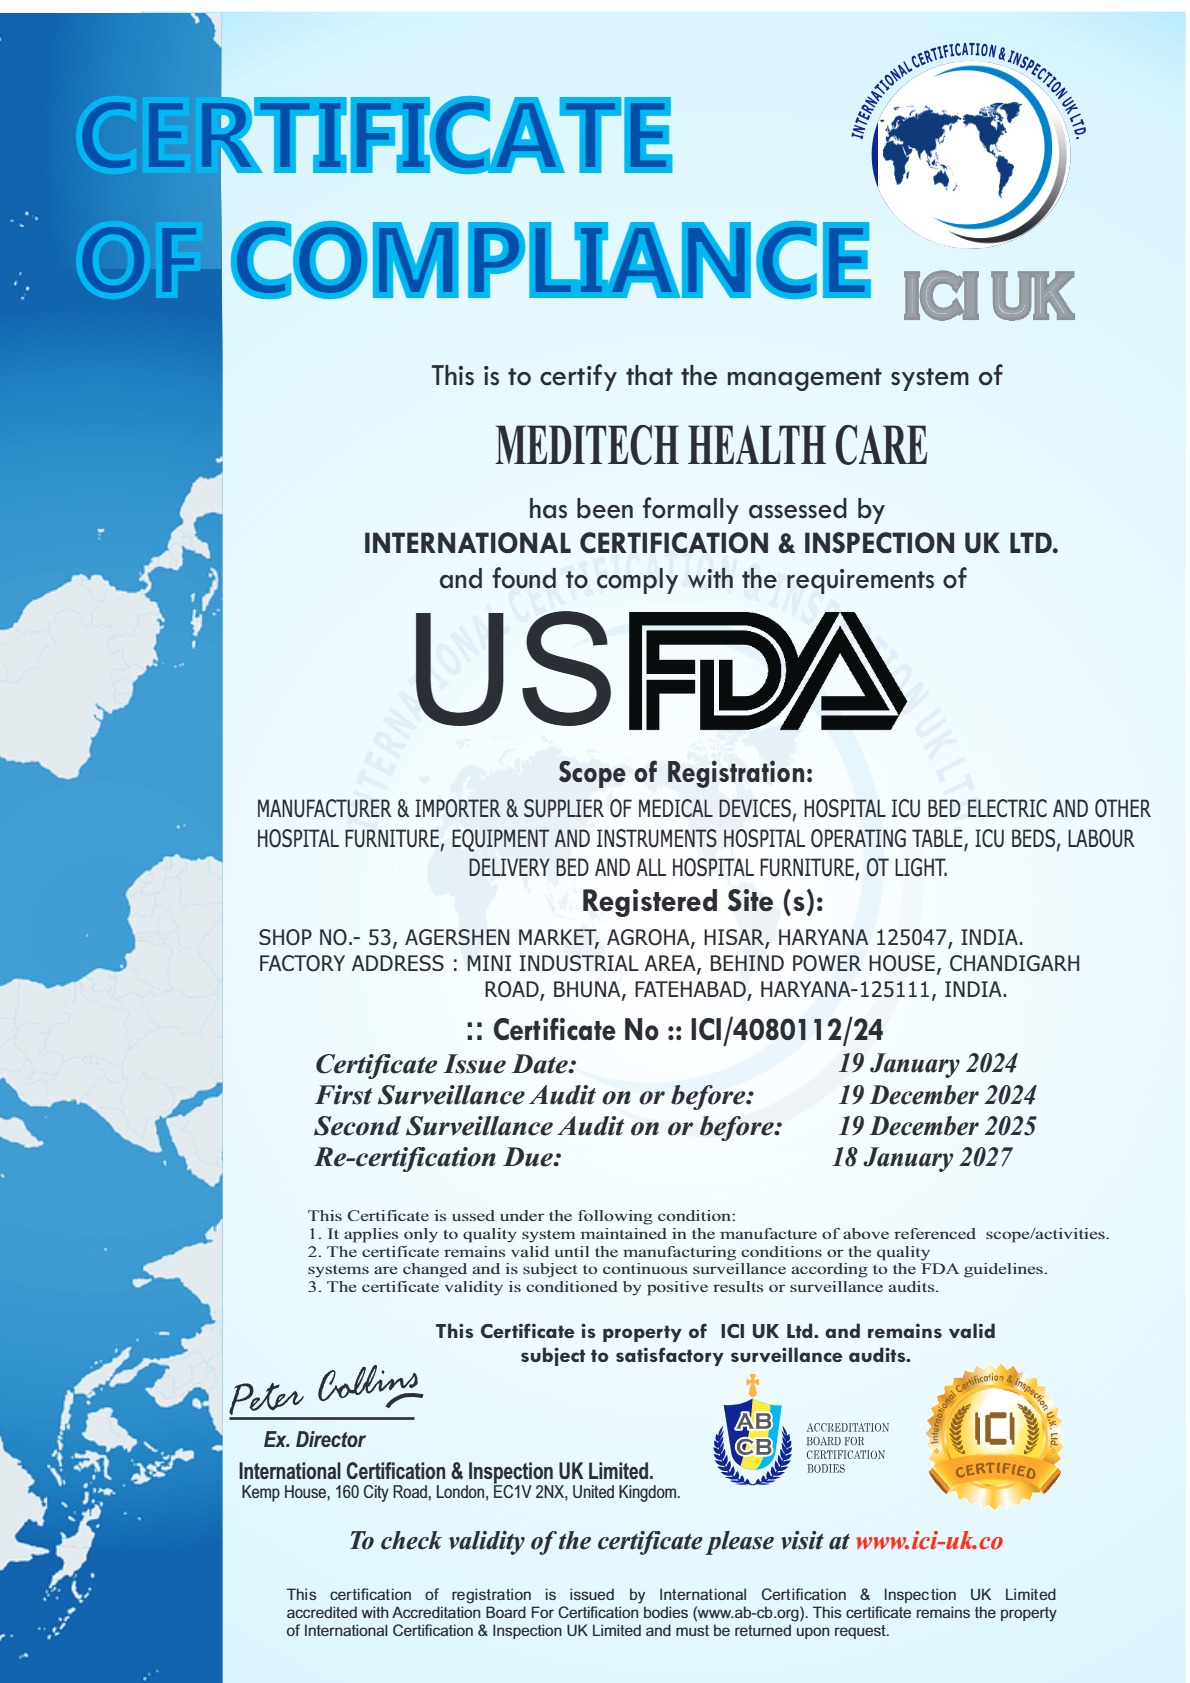 INTERNATIONAL CERTIFICATION & INSPECTION UK LTD.
CERTIFICATE
OF COMPLIANCE
ICI UK
This is to certify that the management system of
MEDITECH HEALTH CARE
has been formally assessed by
INTERNATIONAL CERTIFICATION & INSPECTION UK LTD.
and found to comply with the requirements of
INTERNATIONAL CERTIFICATION & INSPECTION UK LTD
US FDA
Scope of Registration:
MANUFACTURER & IMPORTER & SUPPLIER OF MEDICAL DEVICES, HOSPITAL ICU BED ELECTRIC AND OTHER
HOSPITAL FURNITURE, EQUIPMENT AND INSTRUMENTS HOSPITAL OPERATING TABLE, ICU BEDS, LABOUR
DELIVERY BED AND ALL HOSPITAL FURNITURE, OT LIGHT.
Registered Site (s):
SHOP NO.- 53, AGERSHEN MARKET, AGROHA, HISAR, HARYANA 125047, INDIA.
FACTORY ADDRESS : MINI INDUSTRIAL AREA, BEHIND POWER HOUSE, CHANDIGARH
ROAD, BHUNA, FATEHABAD, HARYANA-125111, INDIA.
:: Certificate No :: ICI/4080112/24
Certificate Issue Date: 19 January 2024
First Surveillance Audit on or before: 19 December 2024
Second Surveillance Audit on or before: 19 December 2025
Re-certification Due: 18 January 2027
This Certificate is ussed under the following condition:
1. It applies only to quality system maintained in the manufacture of above referenced scope/activities.
2. The certificate remains valid until the manufacturing conditions or the quality
systems are changed and is subject to continuous surveillance according to the FDA guidelines.
3. The certificate validity is conditioned by positive results or surveillance audits.
This Certificate is property of ICI UK Ltd. and remains valid
subject to satisfactory surveillance audits.
Peter Collins
Ex. Director
International Certification & Inspection UK Limited.
Kemp House, 160 City Road, London, EC1V 2NX, United Kingdom.
AB
CB
ACCREDITATION
BOARD FOR
CERTIFICATION
BODIES
International Certification & Inspection U.K. Ltd.
ICI
CERTIFIED
To check validity of the certificate please visit at www.ici-uk.co
This certification of registration is issued by International Certification & Inspection UK Limited
accredited with Accreditation Board For Certification bodies (www.ab-cb.org). This certificate remains the property
of International Certification & Inspection UK Limited and must be returned upon request.